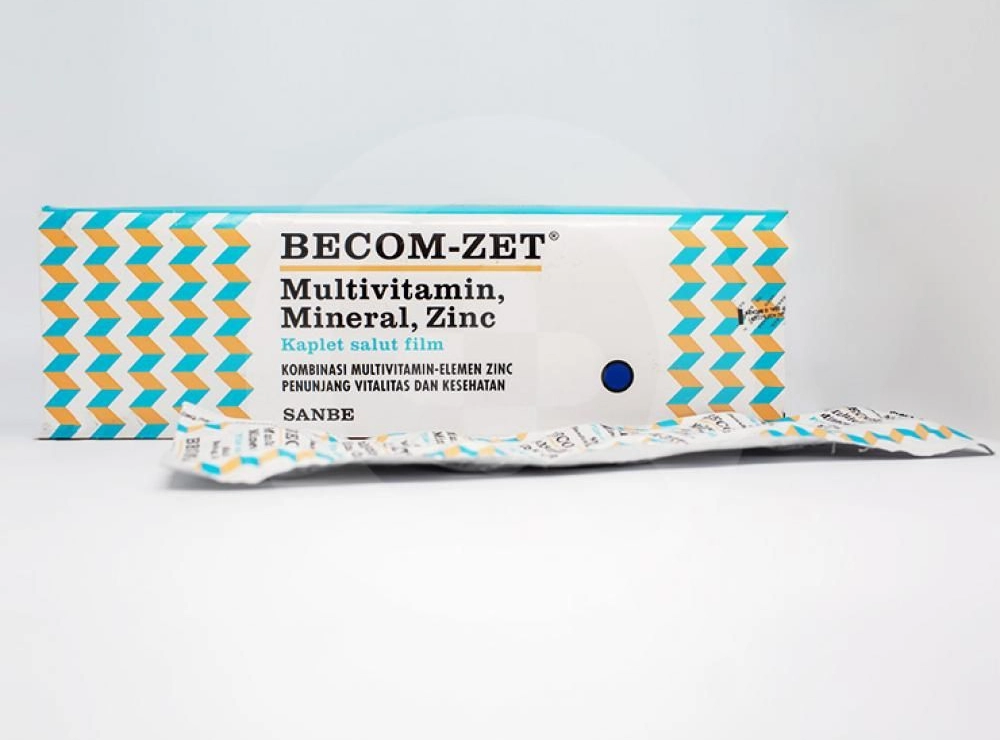 BECOM-ZET®
Multivitamin,
Mineral, Zinc
Kaplet salut film
KOMBINASI MULTIVITAMIN-ELEMEN ZINC
PENUNJANG VITALITAS DAN KESEHATAN
SANBE